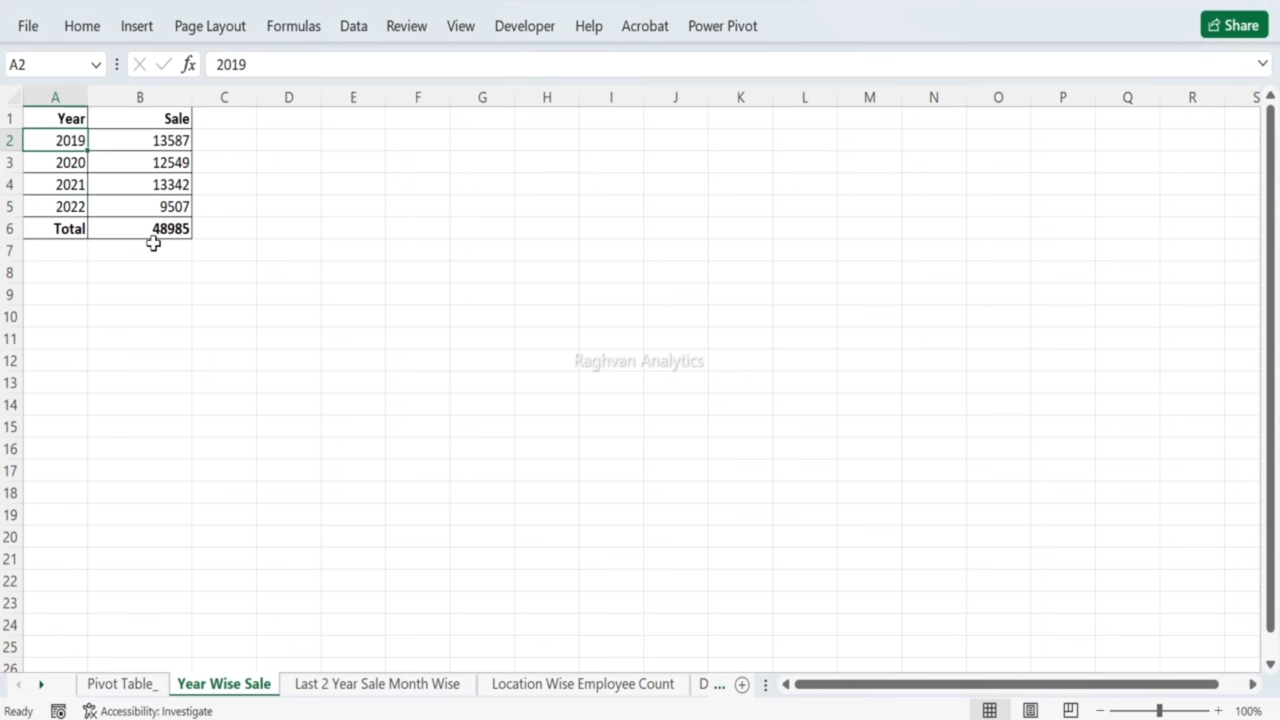 File Home Insert Page Layout Formulas Data Review View Developer Help Acrobat Power Pivot Share
A2 fx 2019
A B C D E F G H I J K L M N O P Q R S
1 Year Sale
2 2019 13587
3 2020 12549
4 2021 13342
5 2022 9507
6 Total 48985
7
8
9
10
11
12 Raghvan Analytics
13
14
15
16
17
18
19
20
21
22
23
24
25
26
Pivot Table_ Year Wise Sale Last 2 Year Sale Month Wise Location Wise Employee Count D ...
Ready Accessibility: Investigate 100%